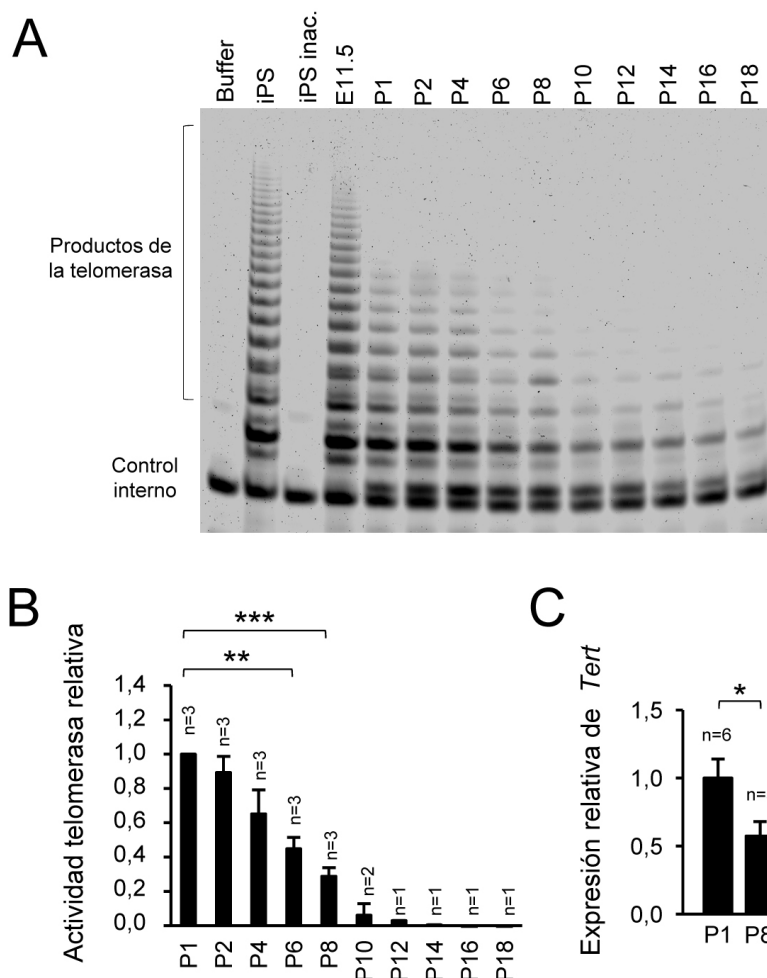 A
Buffer
iPS
iPS inac.
E11.5
P1
P2
P4
P6
P8
P10
P12
P14
P16
P18
Productos de
la telomerasa
Control
interno
B
Actividad telomerasa relativa
***
**
1,4
1,2
1,0
0,8
0,6
0,4
0,2
0,0
n=3
n=3
n=3
n=3
n=3
n=2
n=1
n=1
n=1
n=1
P1
P2
P4
P6
P8
P10
P12
P14
P16
P18
C
Expresión relativa de Tert
*
1,5
1,0
0,5
0,0
n=6
n=
P1
P8